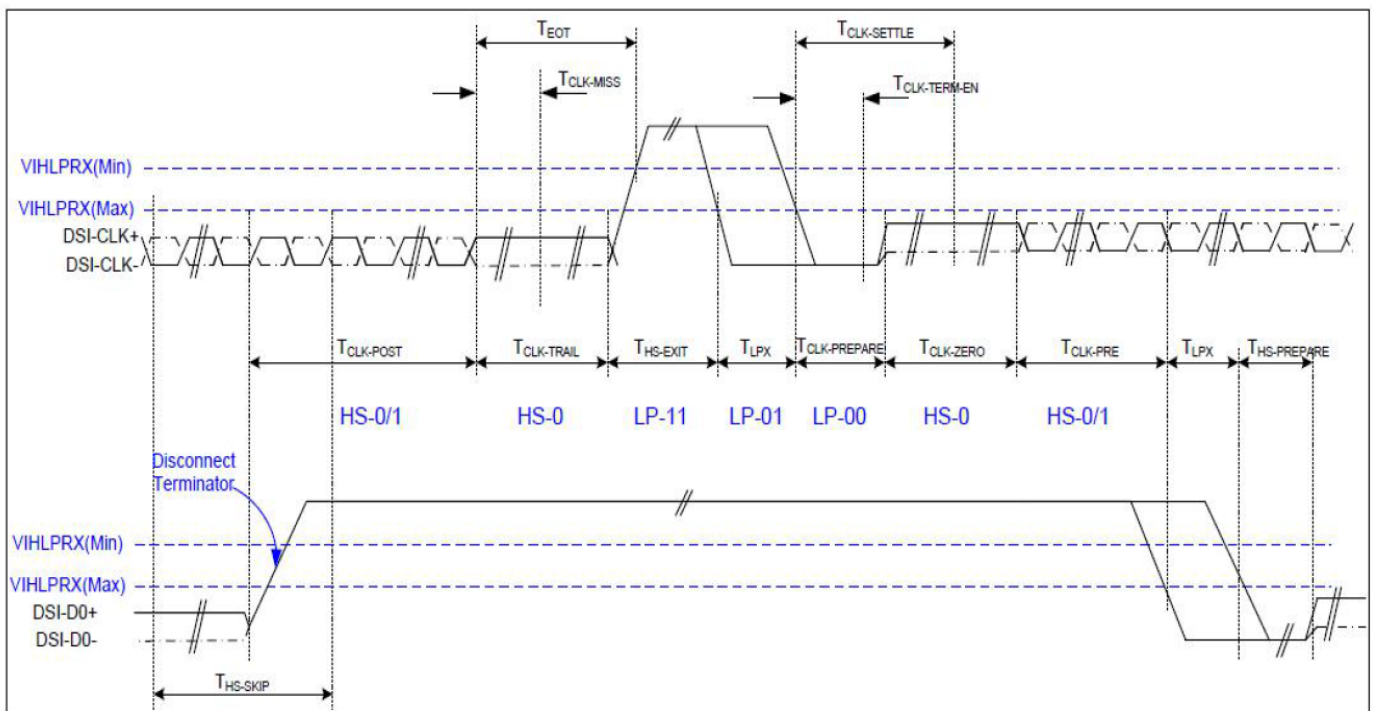 TEOT
TCLK-SETTLE
TCLK-MISS
TCLK-TERM-EN
VIHLPRX(Min)
VIHLPRX(Max)
DSI-CLK+
DSI-CLK-
TCLK-POST
TCLK-TRAIL
THS-EXIT
TLPX
TCLK-PREPARE
TCLK-ZERO
TCLK-PRE
TLPX
THS-PREPARE
HS-0/1
HS-0
LP-11
LP-01
LP-00
HS-0
HS-0/1
Disconnect
Terminator
VIHLPRX(Min)
VIHLPRX(Max)
DSI-D0+
DSI-D0-
THS-SKIP